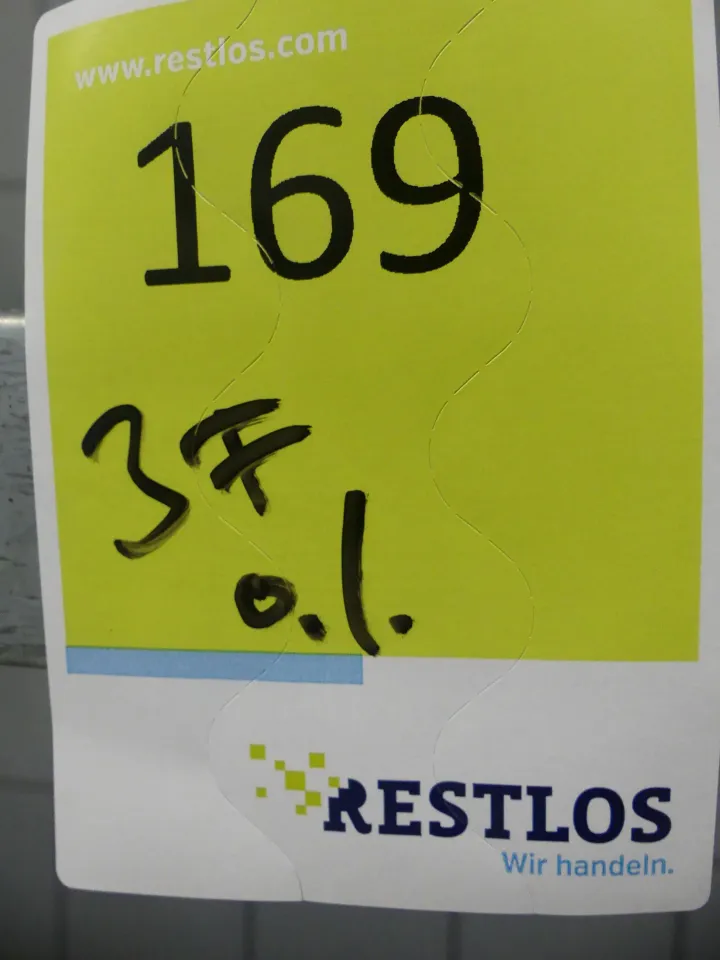 www.restlos.com
169
3F
o.l.
RESTLOS
Wir handeln.